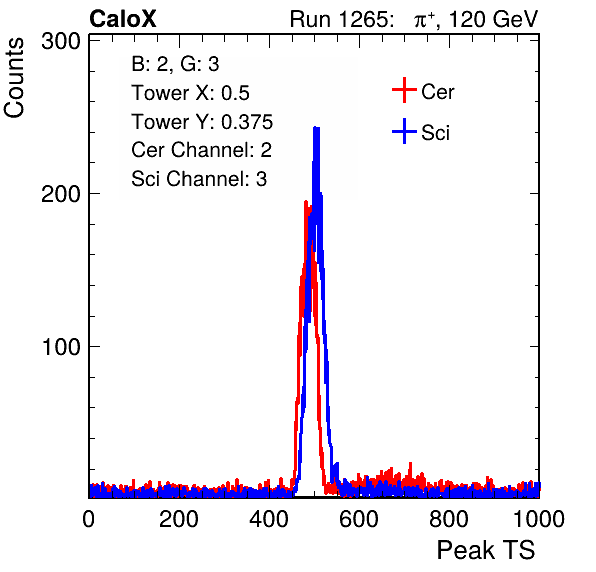 CaloX
Run 1265: π⁺, 120 GeV
Counts
300
200
100
B: 2, G: 3
Tower X: 0.5
Tower Y: 0.375
Cer Channel: 2
Sci Channel: 3
Cer
Sci
0 200 400 600 800 1000
Peak TS